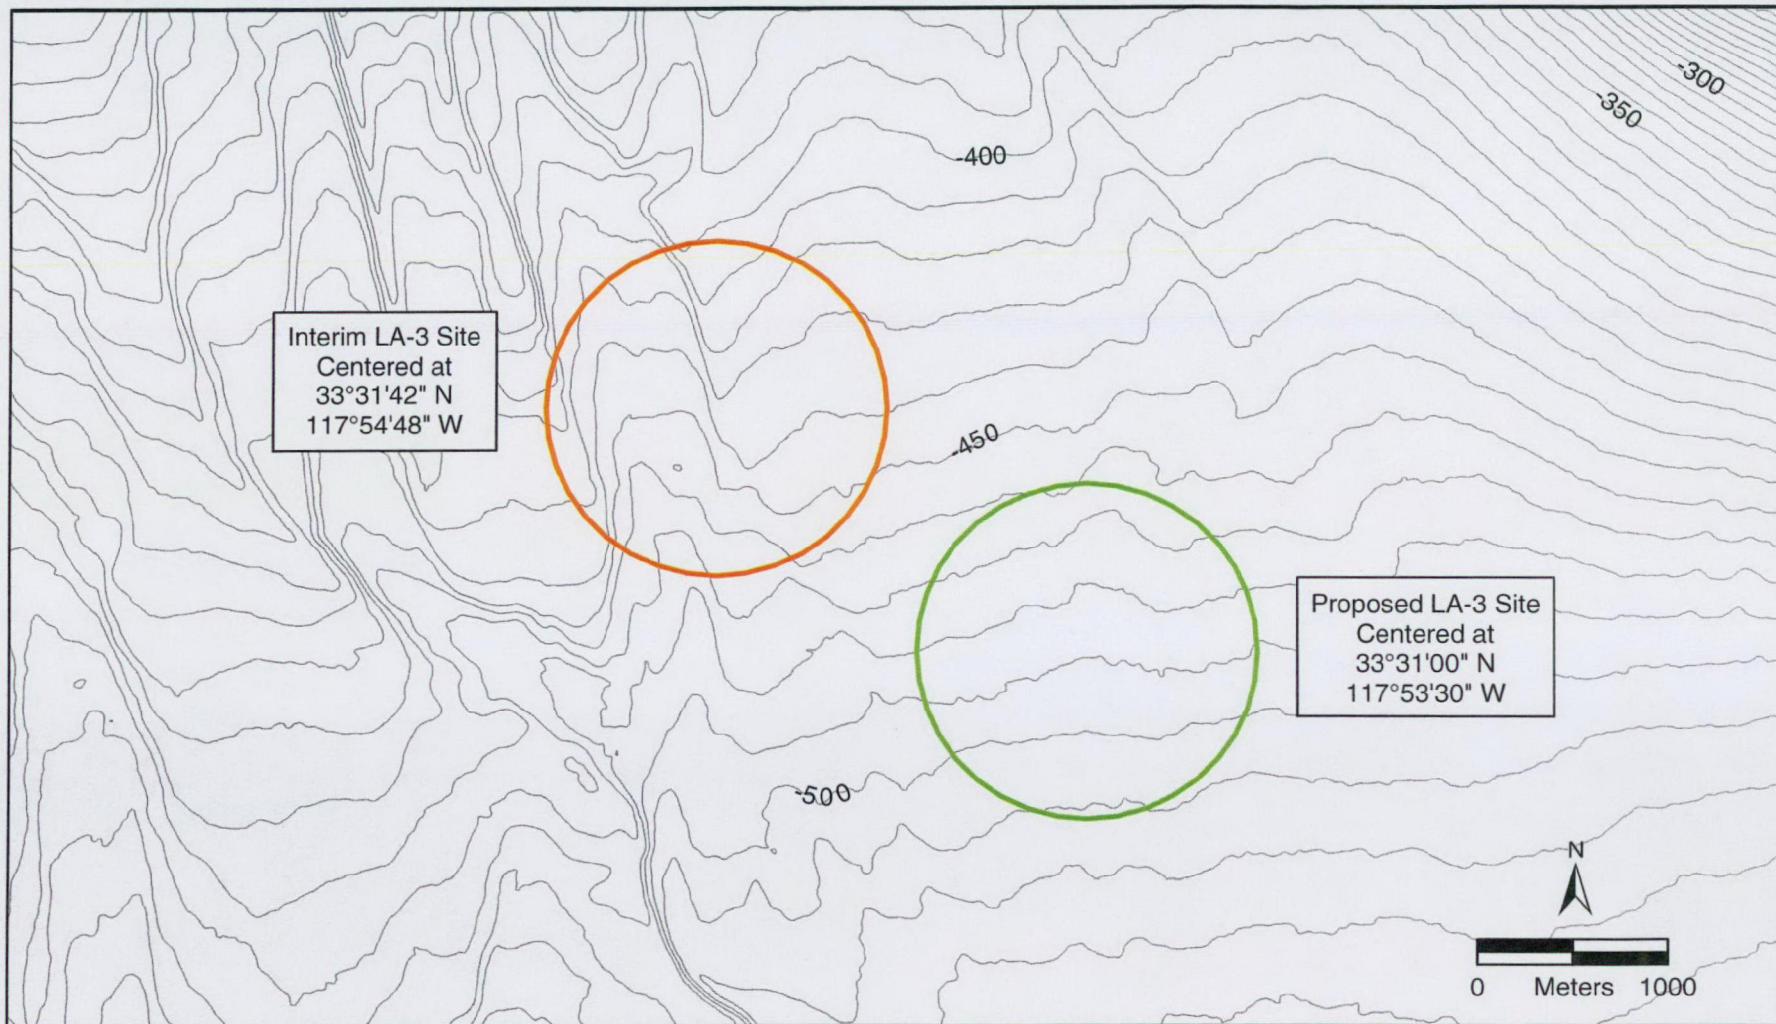 -300
-350
-400
Interim LA-3 Site
Centered at
33°31'42" N
117°54'48" W
-450
Proposed LA-3 Site
Centered at
33°31'00" N
117°53'30" W
-500
N
0 Meters 1000